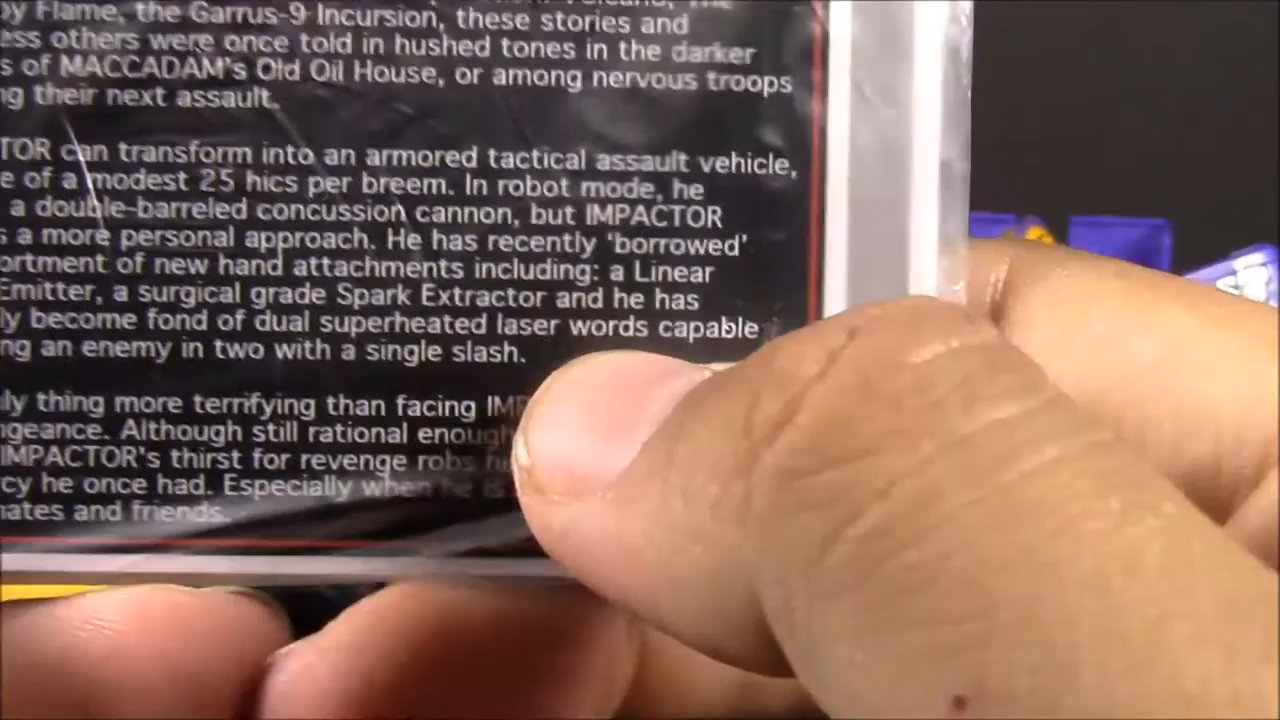 by Flame, the Garrus-9 Incursion, these stories and
ess others were once told in hushed tones in the darker
s of MACCADAM's Old Oil House, or among nervous troops
ng their next assault.
TOR can transform into an armored tactical assault vehicle,
e of a modest 25 hics per breem. In robot mode, he
a double-barreled concussion cannon, but IMPACTOR
s a more personal approach. He has recently 'borrowed'
ortment of new hand attachments including: a Linear
Emitter, a surgical grade Spark Extractor and he has
ly become fond of dual superheated laser words capable
ng an enemy in two with a single slash.
ly thing more terrifying than facing IMP
ngeance. Although still rational enough
IMPACTOR's thirst for revenge robs
cy he once had. Especially when he is
mates and friends.